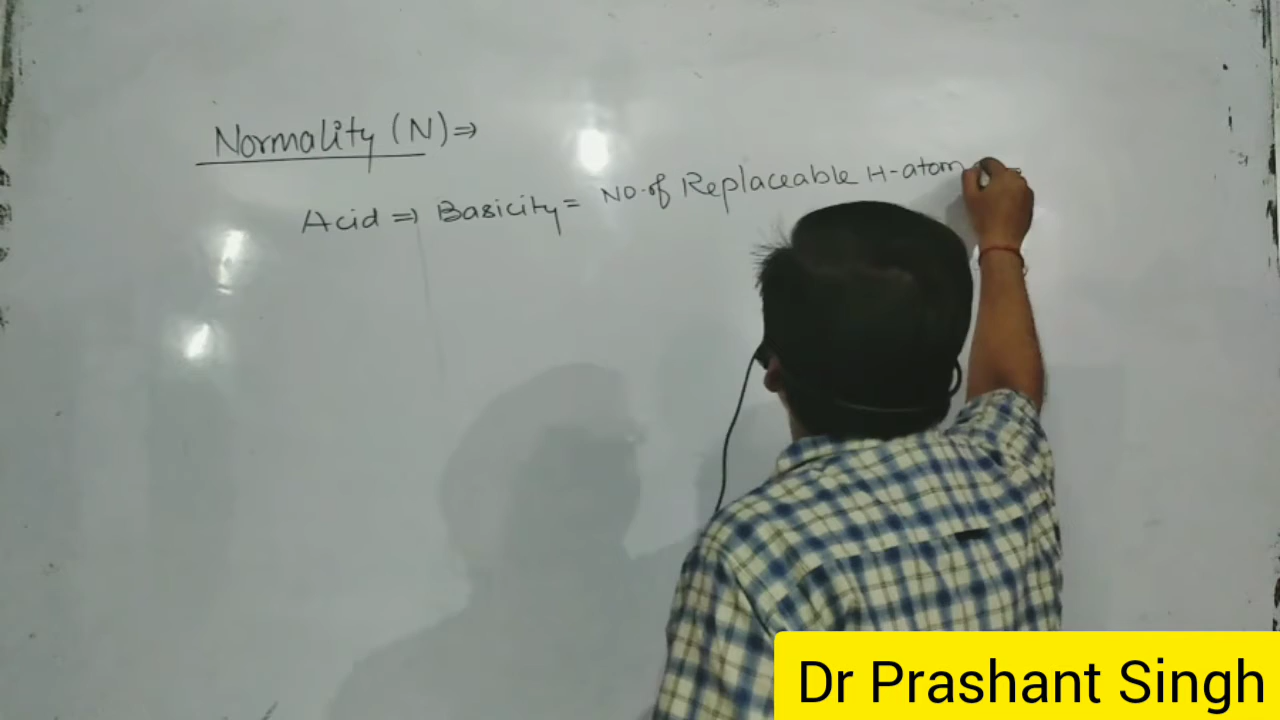 Normality (N)⇒
Acid ⇒ Basicity = No. of Replaceable H-atom
Dr Prashant Singh